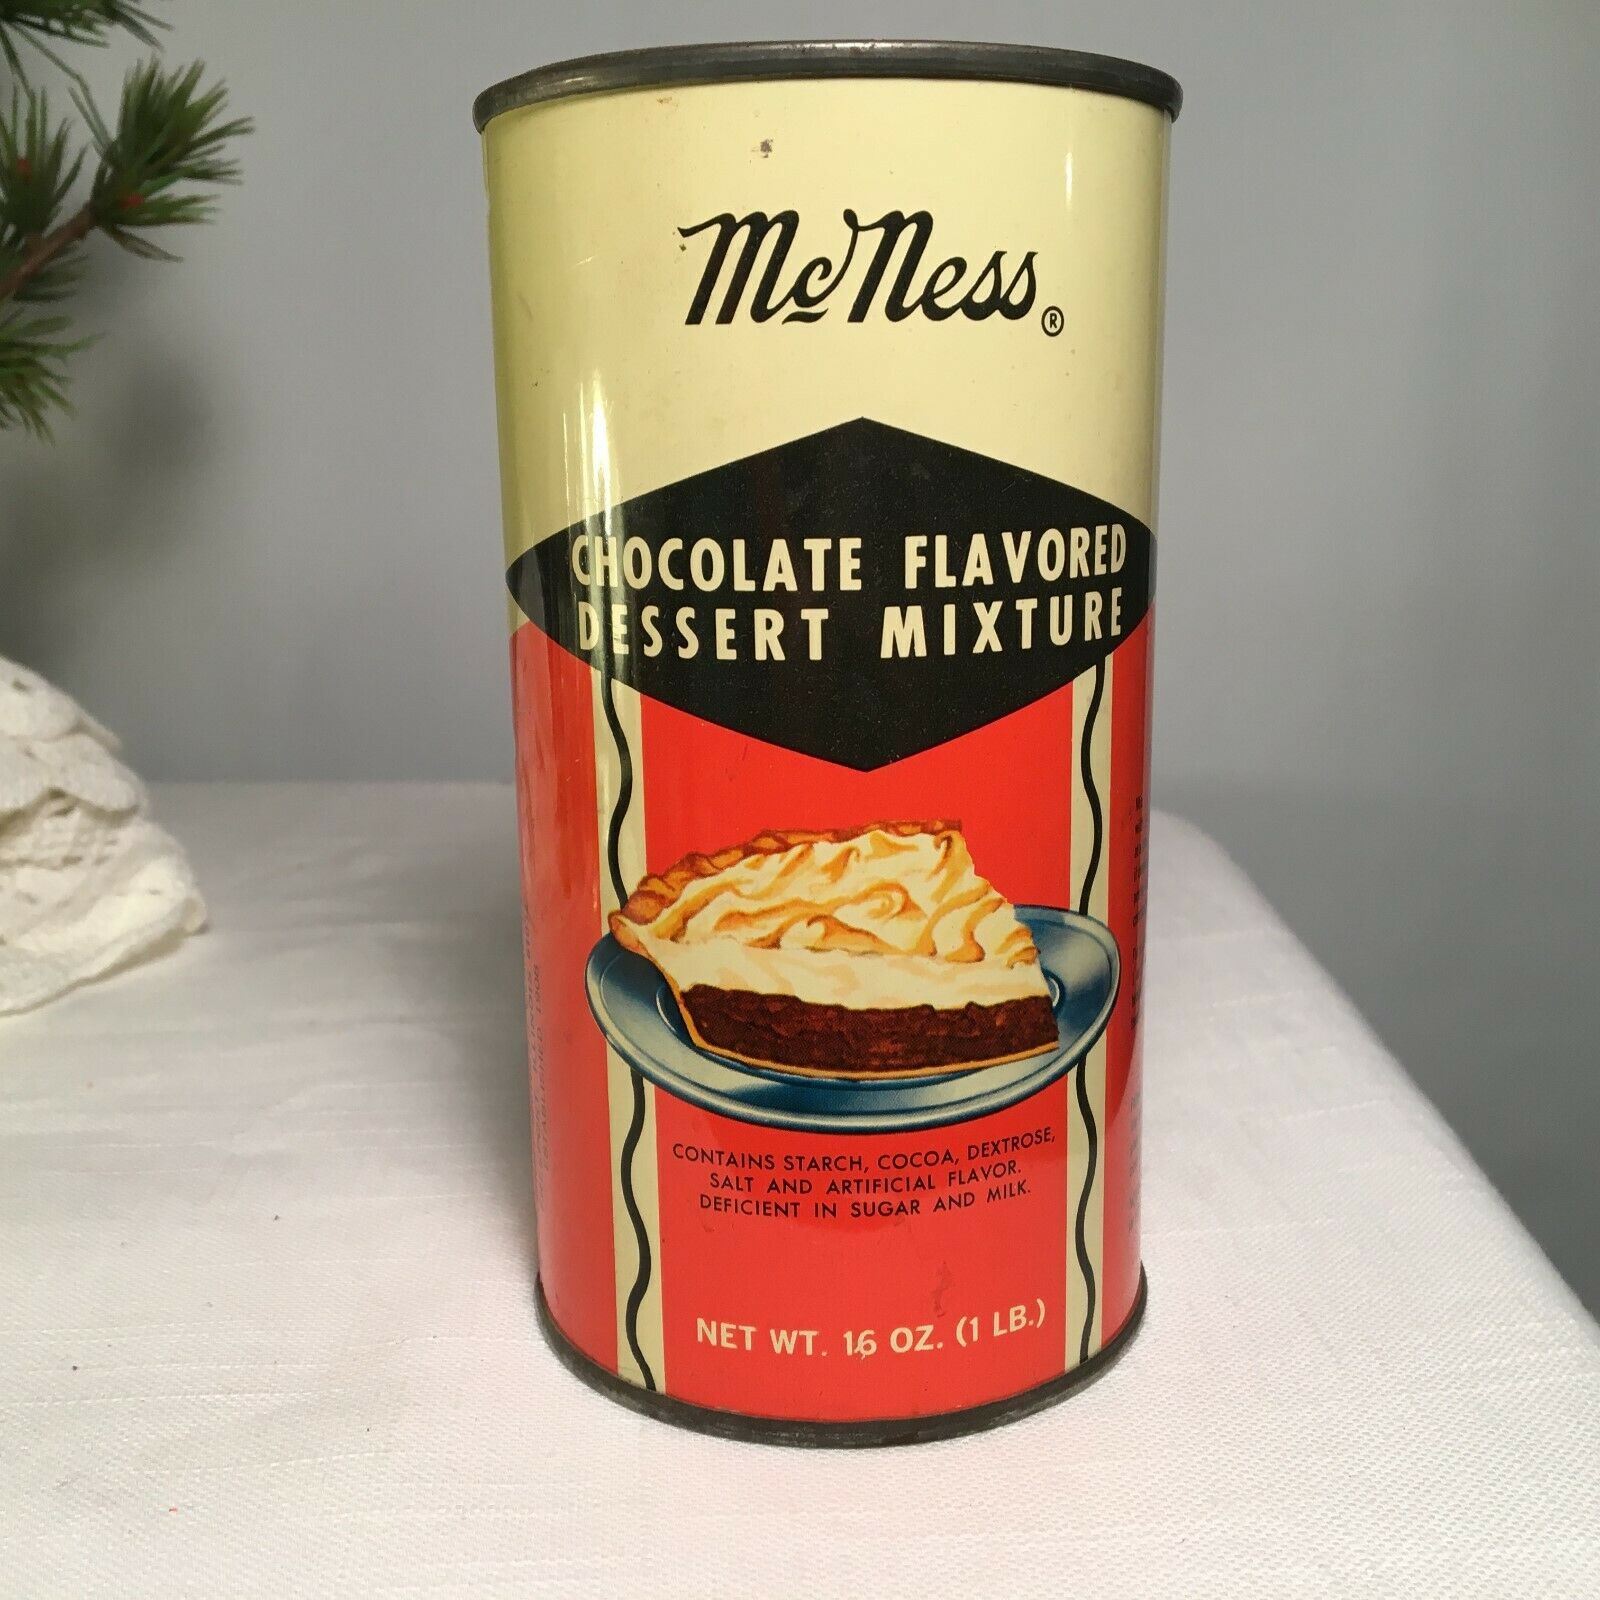 McNess®
CHOCOLATE FLAVORED
DESSERT MIXTURE
CONTAINS STARCH, COCOA, DEXTROSE,
SALT AND ARTIFICIAL FLAVOR.
DEFICIENT IN SUGAR AND MILK.
NET WT. 16 OZ. (1 LB.)